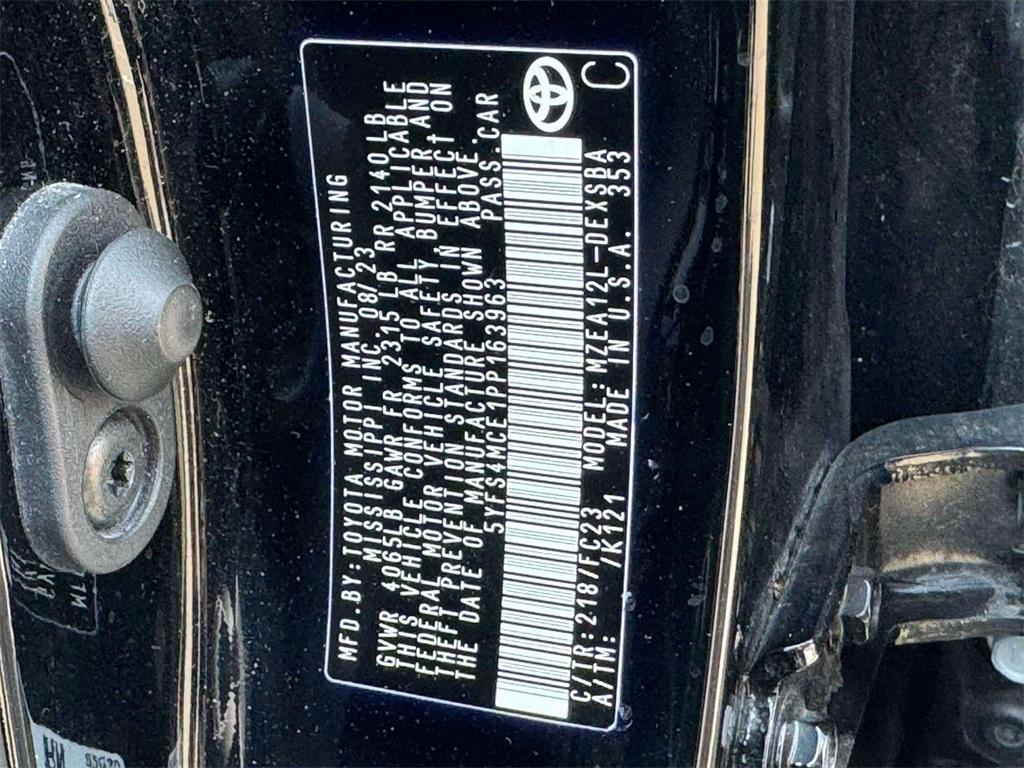 MFD.BY:TOYOTA MOTOR MANUFACTURING
MISSISSIPPI INC. 08/23
GVWR 4065LB GAWR FR 2315 LB RR 2140 LB
THIS VEHICLE CONFORMS TO ALL APPLICABLE
FEDERAL MOTOR VEHICLE SAFETY, BUMPER, AND
THEFT PREVENTION STANDARDS IN EFFECT ON
THE DATE OF MANUFACTURE SHOWN ABOVE.
5YFS4MCE1PP163963 PASS.CAR
C/TR:218/FC23 MODEL:MZEA12L-DEXSBA
A/TM: /K121 MADE IN U.S.A. 353
C